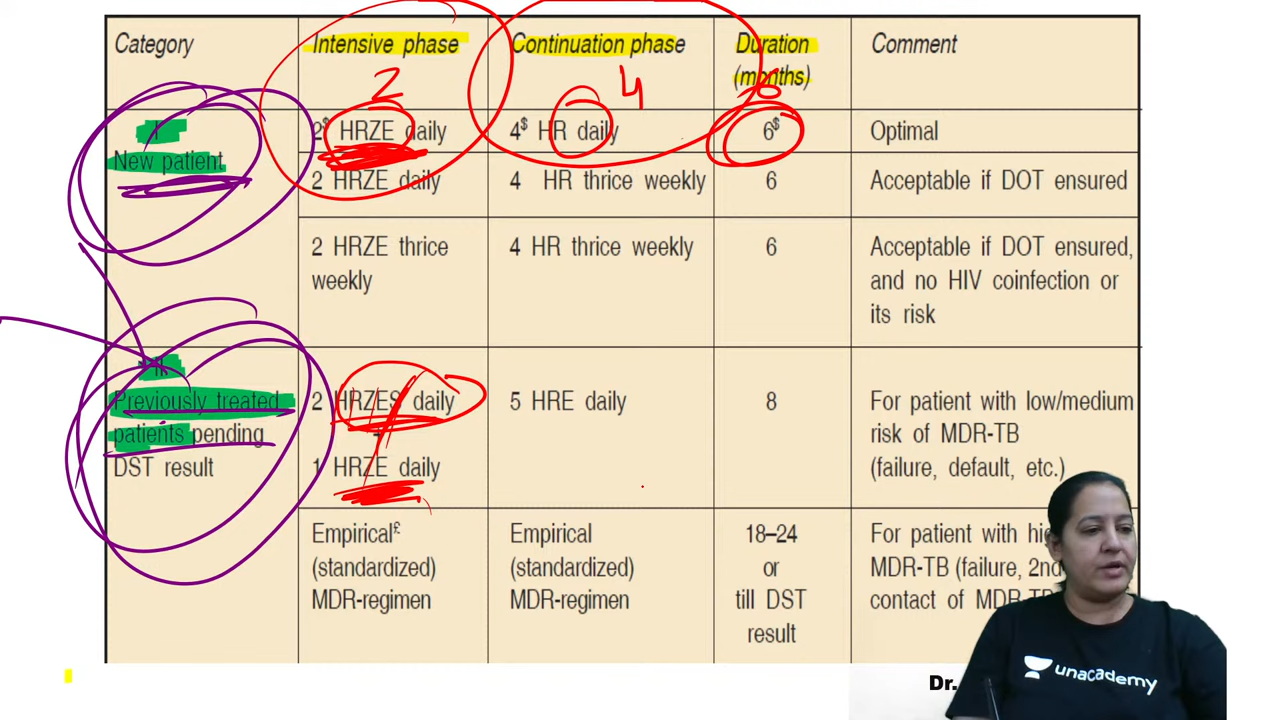 Category Intensive phase Continuation phase Duration Comment
(months)
2 4 6
I 2$ HRZE daily 4$ HR daily 6$ Optimal
New patient
2 HRZE daily 4 HR thrice weekly 6 Acceptable if DOT ensured
2 HRZE thrice 4 HR thrice weekly 6 Acceptable if DOT ensured,
weekly and no HIV coinfection or
its risk
II
Previously treated 2 HRZES daily 5 HRE daily 8 For patient with low/medium
patients pending + risk of MDR-TB
DST result 1 HRZE daily (failure, default, etc.)
Empirical£ Empirical 18–24 For patient with
(standardized) (standardized) or MDR-TB (failure, 2nd
MDR-regimen MDR-regimen till DST contact of
result
unacademy
Dr.